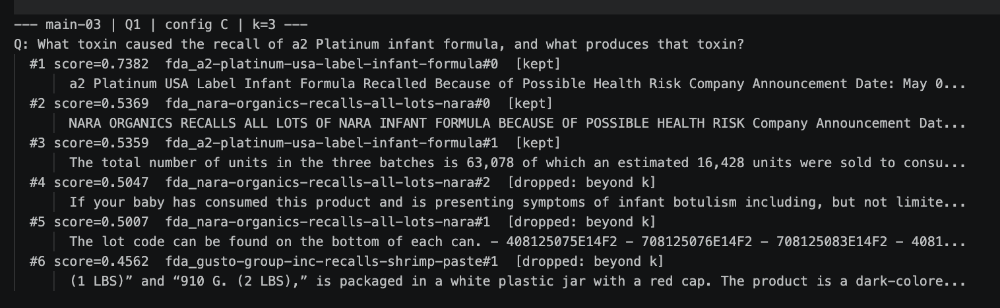 --- main-03 | Q1 | config C | k=3 ---
Q: What toxin caused the recall of a2 Platinum infant formula, and what produces that toxin?
#1 score=0.7382 fda_a2-platinum-usa-label-infant-formula#0 [kept]
a2 Platinum USA Label Infant Formula Recalled Because of Possible Health Risk Company Announcement Date: May 0...
#2 score=0.5369 fda_nara-organics-recalls-all-lots-nara#0 [kept]
NARA ORGANICS RECALLS ALL LOTS OF NARA INFANT FORMULA BECAUSE OF POSSIBLE HEALTH RISK Company Announcement Dat...
#3 score=0.5359 fda_a2-platinum-usa-label-infant-formula#1 [kept]
The total number of units in the three batches is 63,078 of which an estimated 16,428 units were sold to consu...
#4 score=0.5047 fda_nara-organics-recalls-all-lots-nara#2 [dropped: beyond k]
If your baby has consumed this product and is presenting symptoms of infant botulism including, but not limite...
#5 score=0.5007 fda_nara-organics-recalls-all-lots-nara#1 [dropped: beyond k]
The lot code can be found on the bottom of each can. – 408125075E14F2 – 708125076E14F2 – 708125083E14F2 – 4081...
#6 score=0.4562 fda_gusto-group-inc-recalls-shrimp-paste#1 [dropped: beyond k]
(1 LBS)” and “910 G. (2 LBS),” is packaged in a white plastic jar with a red cap. The product is a dark-colore...